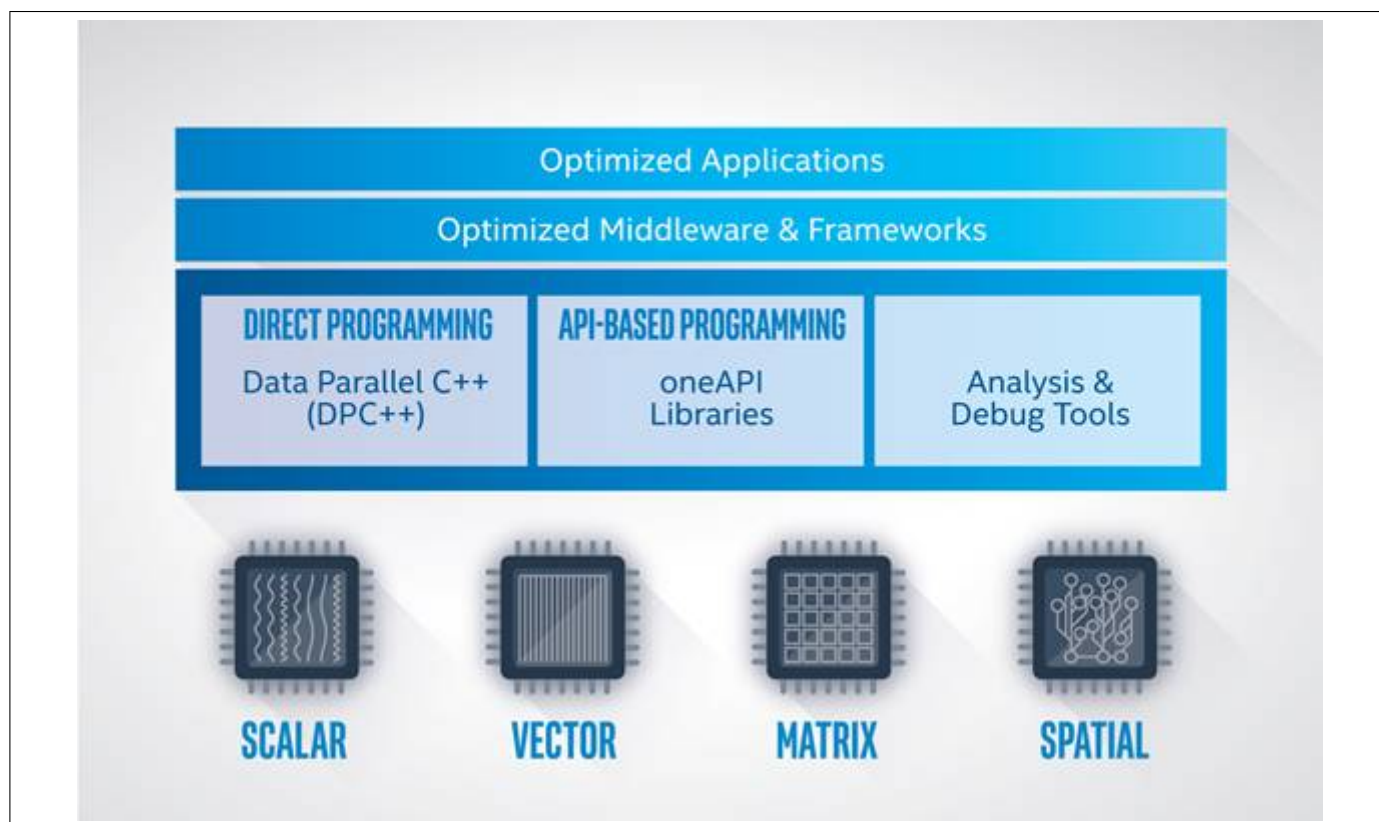 Optimized Applications
Optimized Middleware & Frameworks
DIRECT PROGRAMMING
Data Parallel C++
(DPC++)
API-BASED PROGRAMMING
oneAPI
Libraries
Analysis &
Debug Tools
SCALAR
VECTOR
MATRIX
SPATIAL